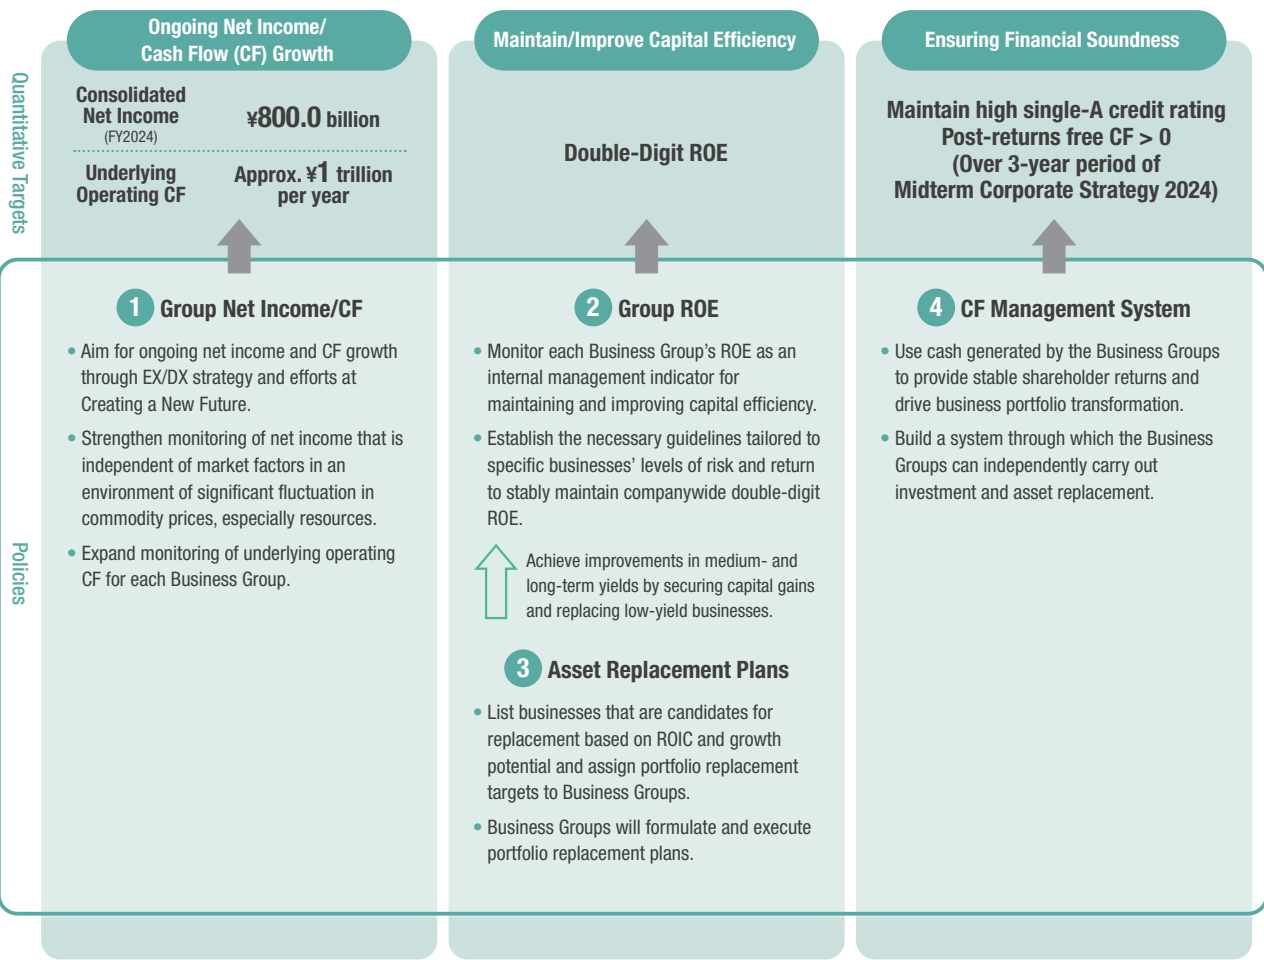 Ongoing Net Income/
Cash Flow (CF) Growth
Maintain/Improve Capital Efficiency
Ensuring Financial Soundness
Quantitative Targets
Consolidated
Net Income
(FY2024)
¥800.0 billion
Underlying
Operating CF
Approx. ¥1 trillion
per year
Double-Digit ROE
Maintain high single-A credit rating
Post-returns free CF > 0
(Over 3-year period of
Midterm Corporate Strategy 2024)
Policies
1 Group Net Income/CF
• Aim for ongoing net income and CF growth
through EX/DX strategy and efforts at
Creating a New Future.
• Strengthen monitoring of net income that is
independent of market factors in an
environment of significant fluctuation in
commodity prices, especially resources.
• Expand monitoring of underlying operating
CF for each Business Group.
2 Group ROE
• Monitor each Business Group’s ROE as an
internal management indicator for
maintaining and improving capital efficiency.
• Establish the necessary guidelines tailored to
specific businesses’ levels of risk and return
to stably maintain companywide double-digit
ROE.
Achieve improvements in medium- and
long-term yields by securing capital gains
and replacing low-yield businesses.
3 Asset Replacement Plans
• List businesses that are candidates for
replacement based on ROIC and growth
potential and assign portfolio replacement
targets to Business Groups.
• Business Groups will formulate and execute
portfolio replacement plans.
4 CF Management System
• Use cash generated by the Business Groups
to provide stable shareholder returns and
drive business portfolio transformation.
• Build a system through which the Business
Groups can independently carry out
investment and asset replacement.